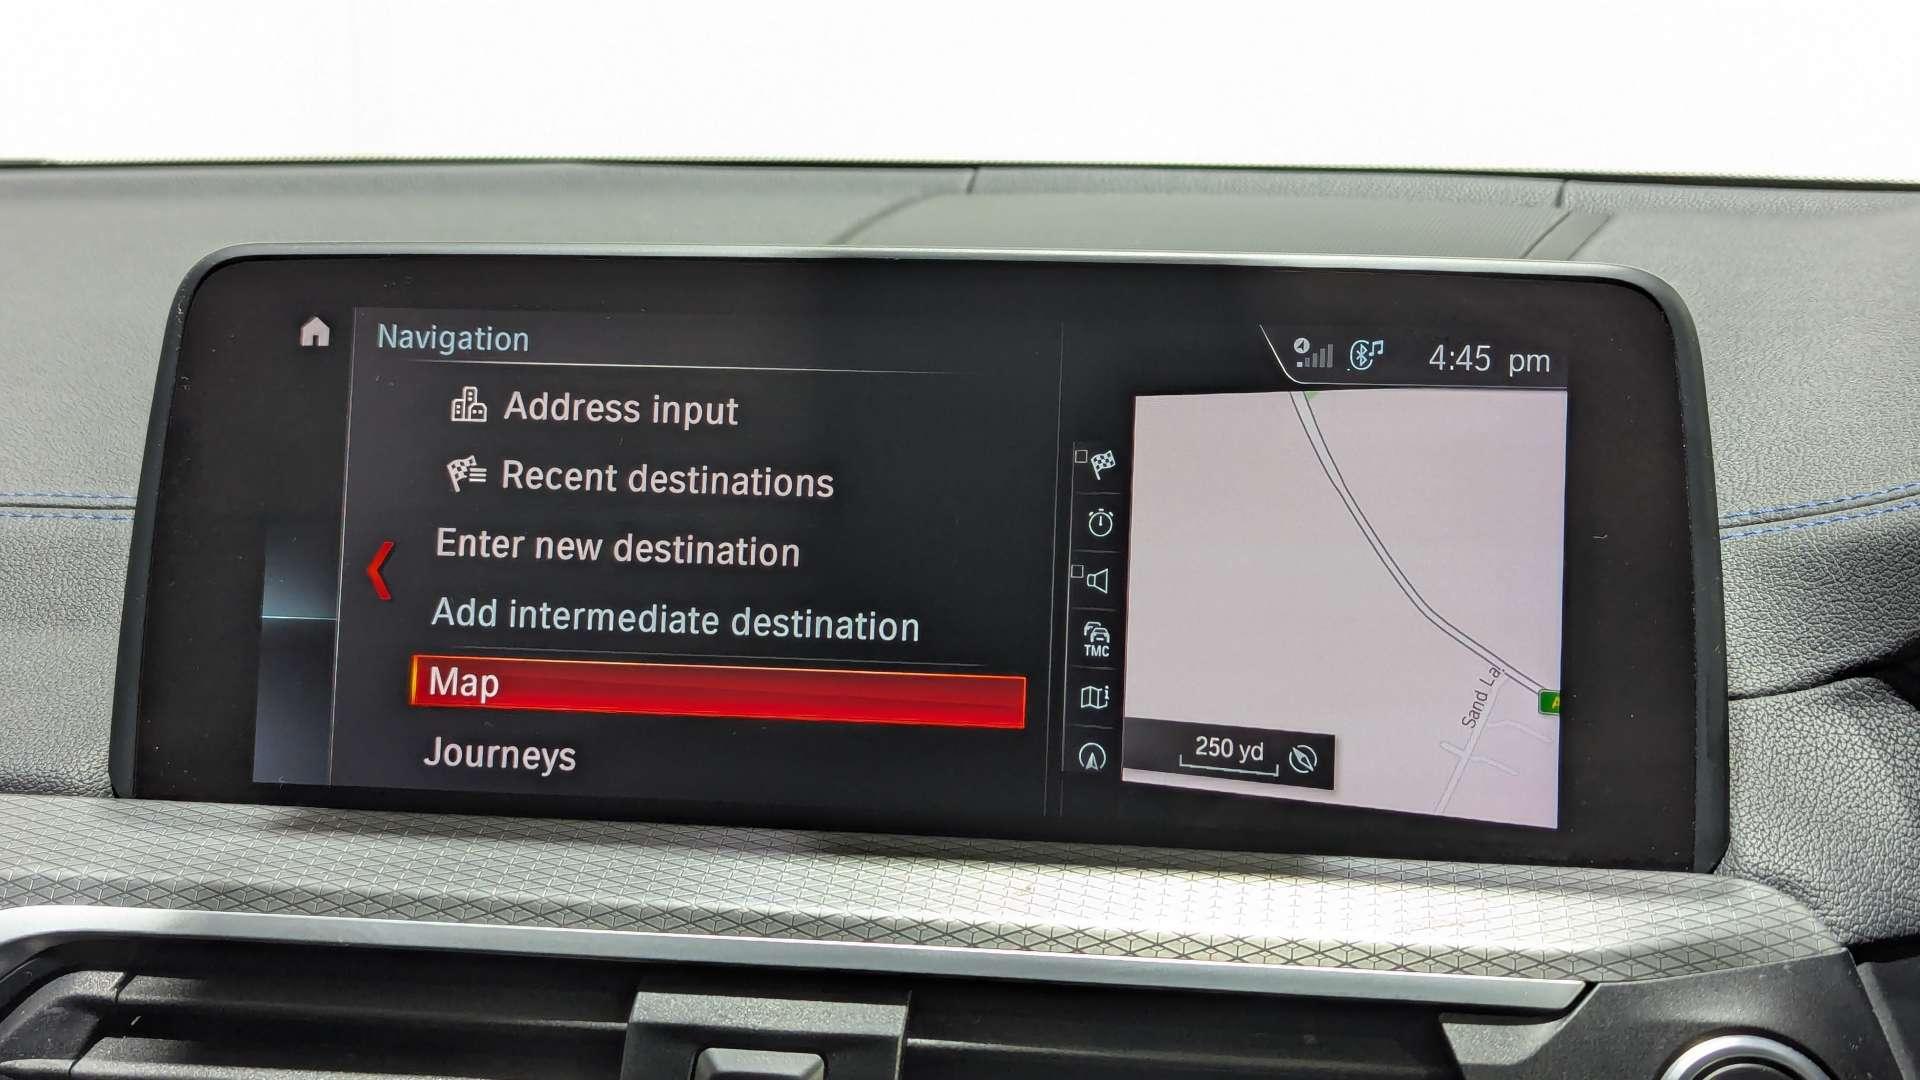 Navigation
4:45 pm
Address input
Recent destinations
Enter new destination
Add intermediate destination
Map
Journeys
TMC
Sand La.
A
250 yd